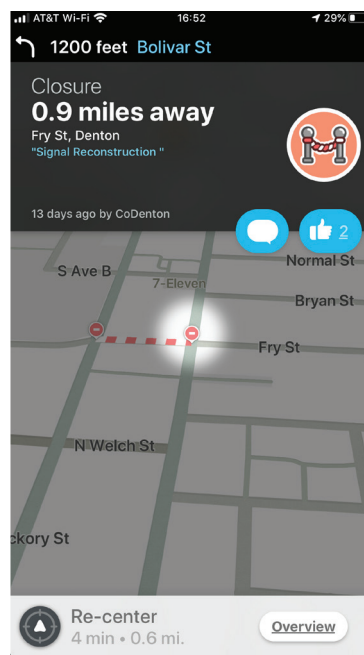 AT&T Wi-Fi 16:52 29%
1200 feet Bolivar St
Closure
0.9 miles away
Fry St, Denton
"Signal Reconstruction "
13 days ago by CoDenton
2
Normal St
S Ave B
7-Eleven
Bryan St
Fry St
N Welch St
ckory St
Re-center
4 min • 0.6 mi.
Overview